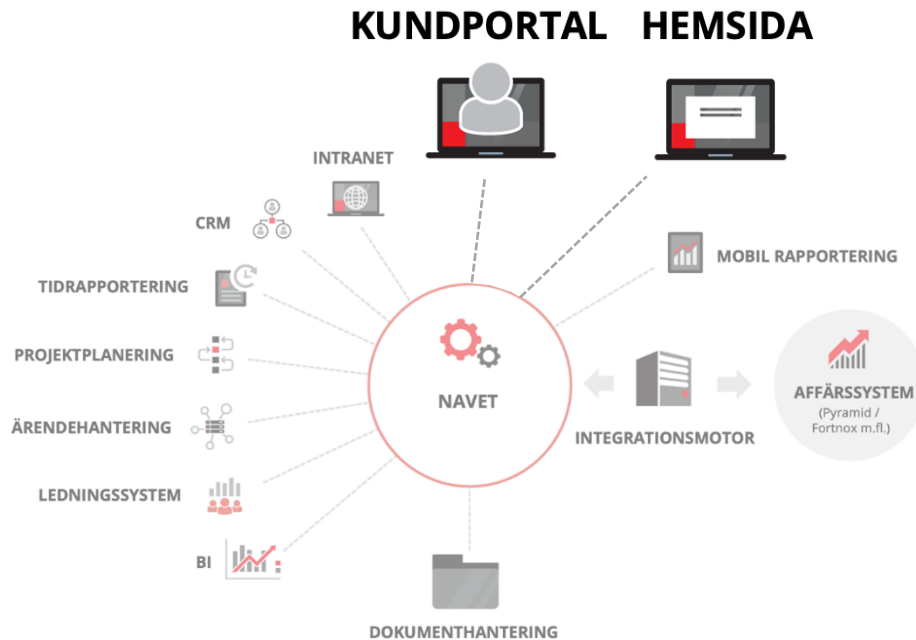 KUNDPORTAL HEMSIDA
INTRANET
CRM
MOBIL RAPPORTERING
TIDRAPPORTERING
PROJEKTPLANERING
NAVET
AFFÄRSSYSTEM
(Pyramid /
Fortnox m.fl.)
ÄRENDEHANTERING
INTEGRATIONSMOTOR
LEDNINGSSYSTEM
BI
DOKUMENTHANTERING